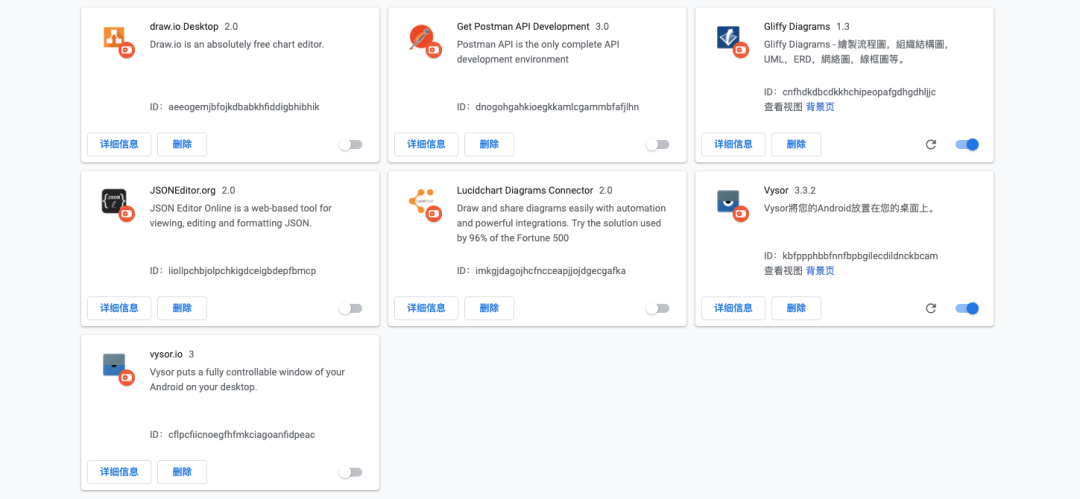 draw.io Desktop 2.0
Draw.io is an absolutely free chart editor.
ID：aeeogemjbfojkdbabkhfiddigbhibhik
详细信息 删除
Get Postman API Development 3.0
Postman API is the only complete API
development environment
ID：dnogohgahkioegkkamlcgammbfafjlhn
详细信息 删除
Gliffy Diagrams 1.3
Gliffy Diagrams - 繪製流程圖，組織結構圖，
UML，ERD，網絡圖，線框圖等。
ID：cnfhdkdbcdkkhchipeopafgdhgdhljjc
查看视图 背景页
详细信息 删除
JSONEditor.org 2.0
JSON Editor Online is a web-based tool for
viewing, editing and formatting JSON.
ID：iiollpchbjolpchkigdceigbdepfbmcp
详细信息 删除
Lucidchart Diagrams Connector 2.0
Draw and share diagrams easily with automation
and powerful integrations. Try the solution used
by 96% of the Fortune 500
ID：imkgjdagojhcfncceapjjojdgecgafka
详细信息 删除
Vysor 3.3.2
Vysor將您的Android放置在您的桌面上。
ID：kbfppphbbfnnfbpbgilecdildnckbcam
查看视图 背景页
详细信息 删除
vysor.io 3
Vysor puts a fully controllable window of your
Android on your desktop.
ID：cflpcfiicnoegfhfmkciagoanfidpeac
详细信息 删除